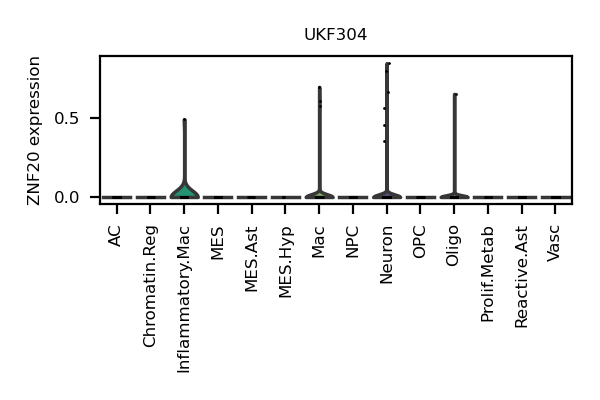 UKF304
ZNF20 expression
0.5
0.0
AC
Chromatin.Reg
Inflammatory.Mac
MES
MES.Ast
MES.Hyp
Mac
NPC
Neuron
OPC
Oligo
Prolif.Metab
Reactive.Ast
Vasc